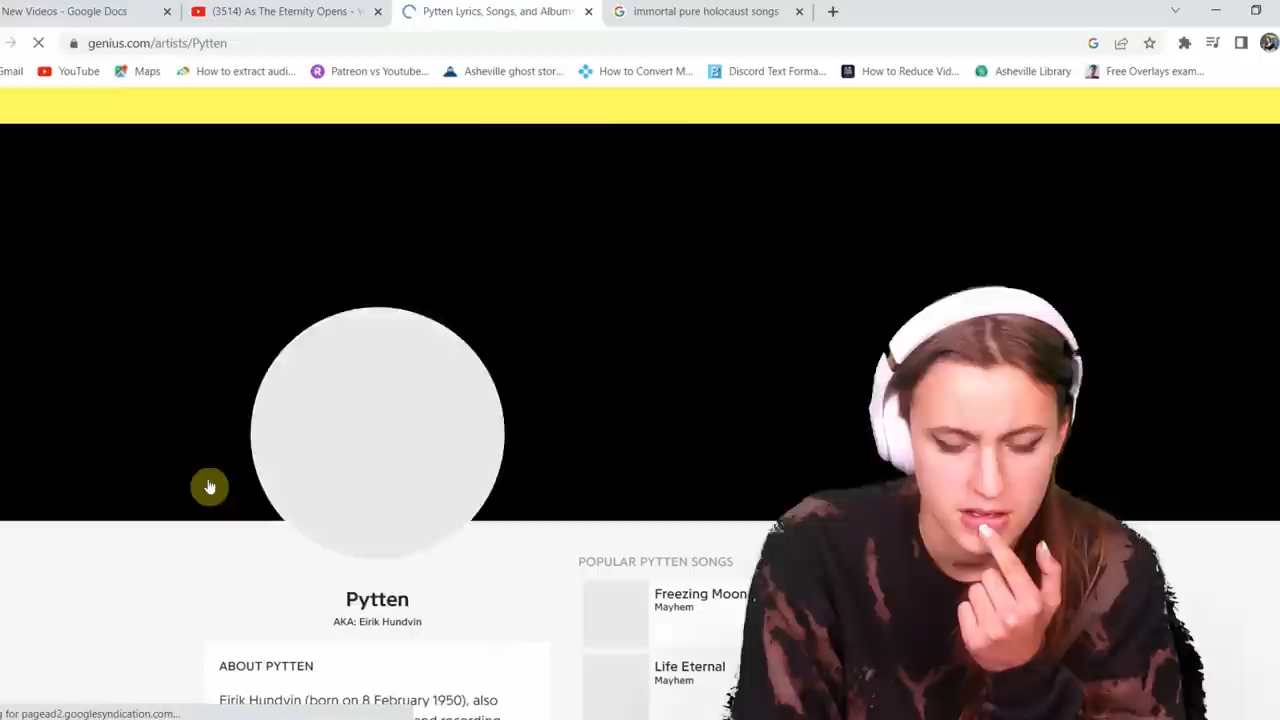 New Videos - Google Docs
(3514) As The Eternity Opens -
Pytten Lyrics, Songs, and Album
immortal pure holocaust songs
genius.com/artists/Pytten
Gmail
YouTube
Maps
How to extract audi...
Patreon vs Youtube...
Asheville ghost stor...
How to Convert M...
Discord Text Forma...
How to Reduce Vid...
Asheville Library
Free Overlays exam...
Pytten
AKA: Eirik Hundvin
ABOUT PYTTEN
Eirik Hundvin (born on 8 February 1950), also
and recording
POPULAR PYTTEN SONGS
Freezing Moon
Mayhem
Life Eternal
Mayhem
for pagead2.googlesyndication.com...